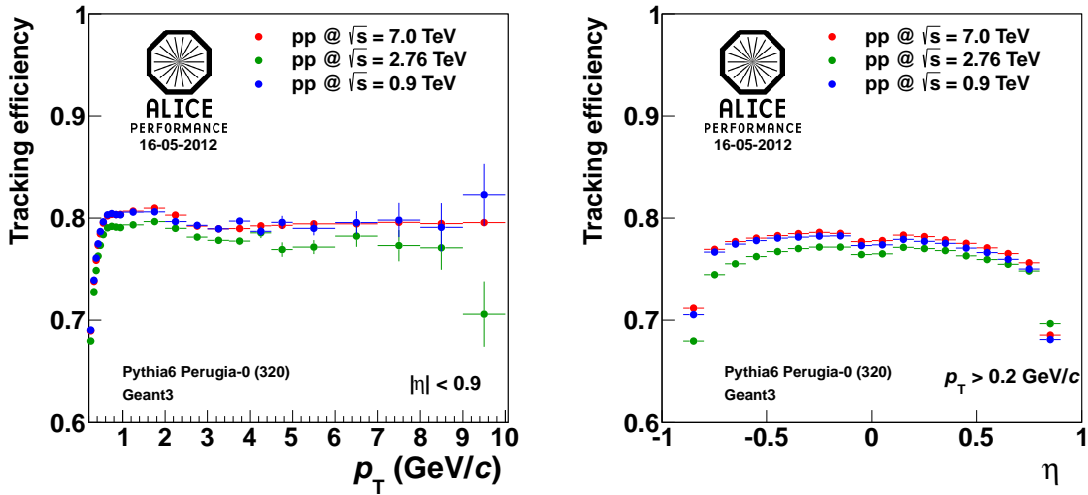 Tracking efficiency
1
0.9
0.8
0.7
0.6
pp @ √s = 7.0 TeV
pp @ √s = 2.76 TeV
pp @ √s = 0.9 TeV
ALICE
PERFORMANCE
16-05-2012
Pythia6 Perugia-0 (320)
Geant3
|η| < 0.9
1 2 3 4 5 6 7 8 9 10
p_T (GeV/c)
Tracking efficiency
1
0.9
0.8
0.7
0.6
pp @ √s = 7.0 TeV
pp @ √s = 2.76 TeV
pp @ √s = 0.9 TeV
ALICE
PERFORMANCE
16-05-2012
Pythia6 Perugia-0 (320)
Geant3
p_T > 0.2 GeV/c
-1 -0.5 0 0.5 1
η